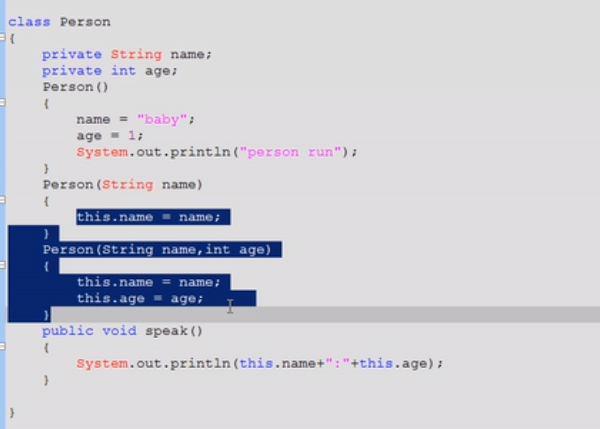 class Person
{
private String name;
private int age;
Person()
{
name = "baby";
age = 1;
System.out.println("person run");
}
Person(String name)
{
this.name = name;
}
Person(String name,int age)
{
this.name = name;
this.age = age;
}
public void speak()
{
System.out.println(this.name+":"+this.age);
}
}